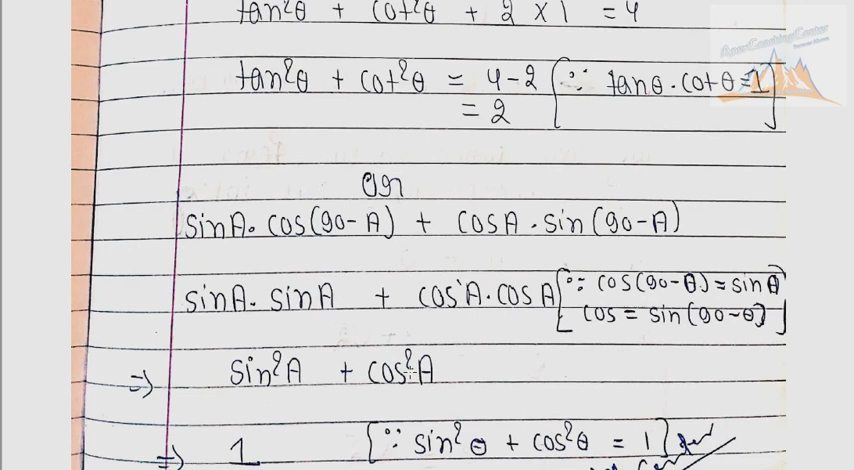 tan²θ + cot²θ + 2 × 1 = 4
tan²θ + cot²θ = 4-2 [∵ tanθ.cotθ=1]
= 2
OR
sinA. cos(90-A) + cosA . sin(90-A)
sinA. sinA + cosA.cosA [∵ cos(90-θ) = sinθ
cos = sin(90-θ)]
⇒ sin²A + cos²A
⇒ 1 [∵ sin²θ + cos²θ = 1]